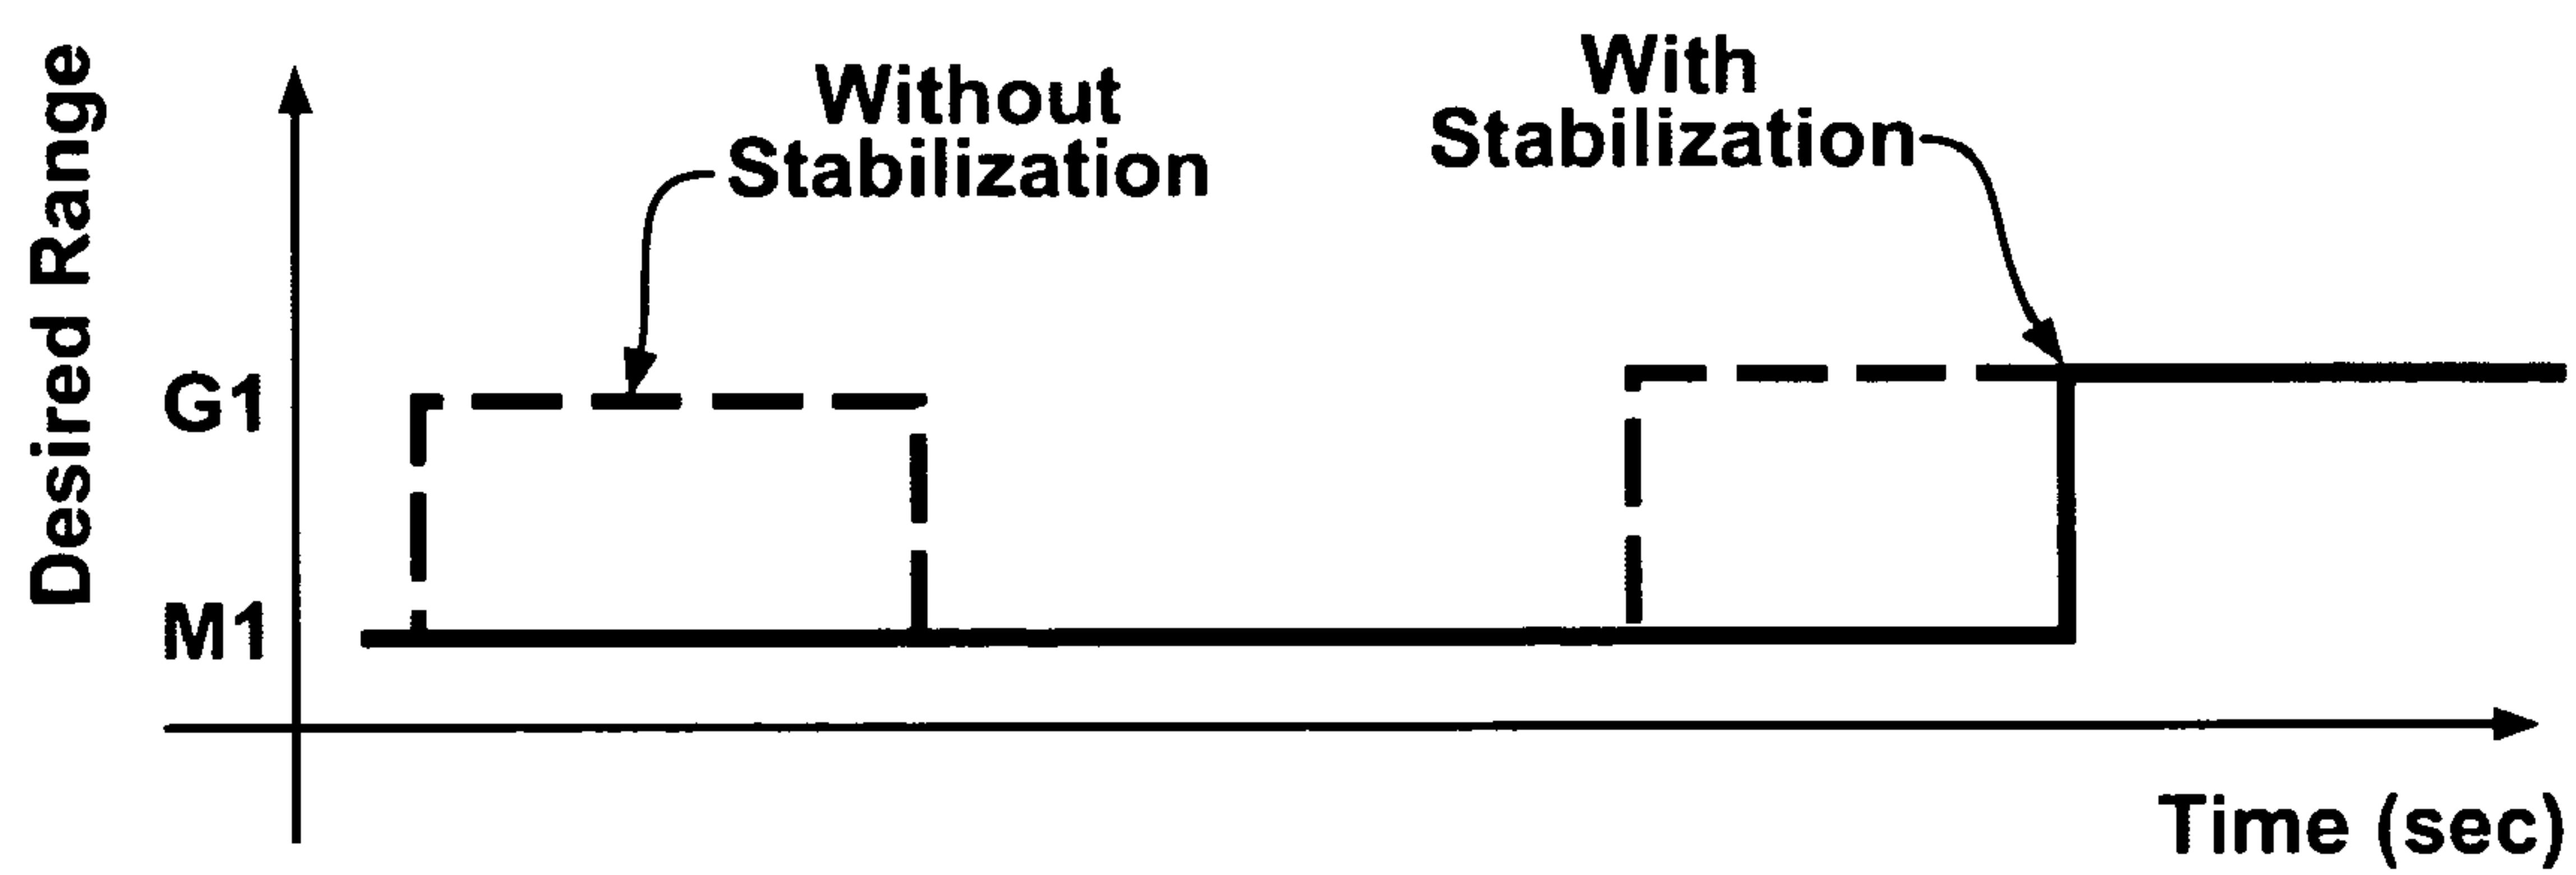 Desired Range
Without
Stabilization
With
Stabilization
G1
M1
Time (sec)